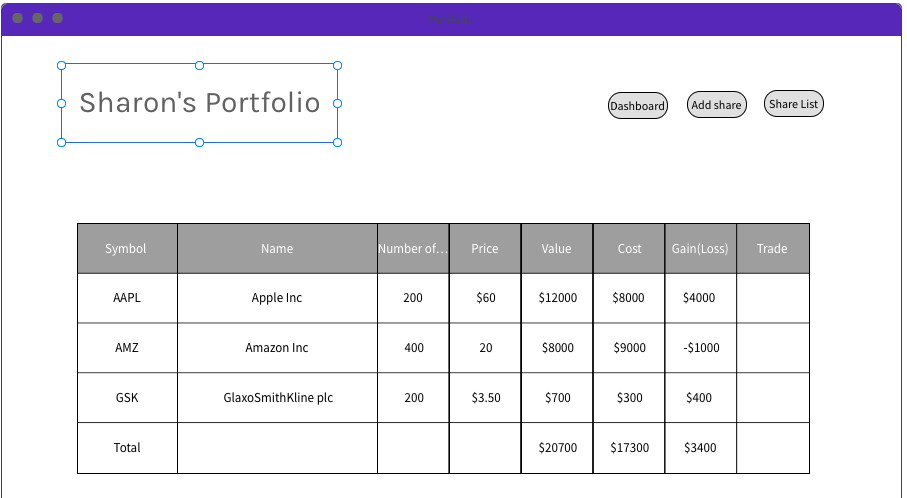 Portfolio
Sharon's Portfolio
Dashboard Add share Share List
Symbol Name Number of... Price Value Cost Gain(Loss) Trade
AAPL Apple Inc 200 $60 $12000 $8000 $4000
AMZ Amazon Inc 400 20 $8000 $9000 -$1000
GSK GlaxoSmithKline plc 200 $3.50 $700 $300 $400
Total $20700 $17300 $3400